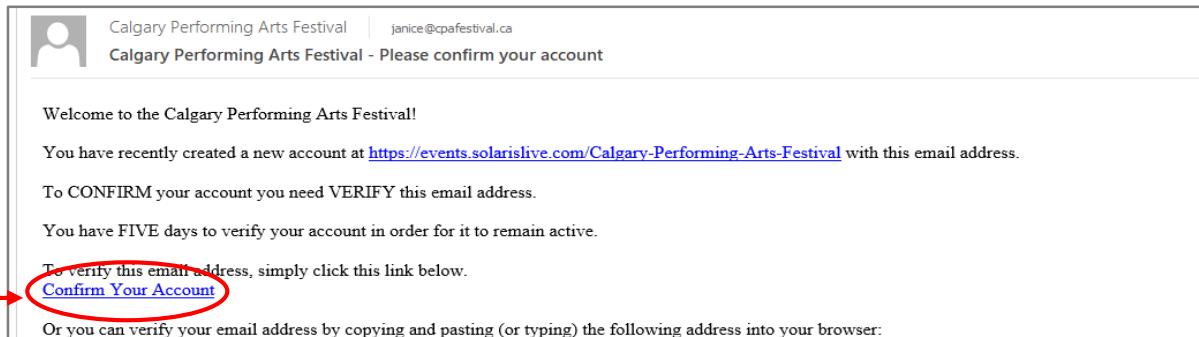 Calgary Performing Arts Festival janice@cpafestival.ca
Calgary Performing Arts Festival - Please confirm your account
Welcome to the Calgary Performing Arts Festival!
You have recently created a new account at https://events.solarislive.com/Calgary-Performing-Arts-Festival with this email address.
To CONFIRM your account you need VERIFY this email address.
You have FIVE days to verify your account in order for it to remain active.
To verify this email address, simply click this link below.
Confirm Your Account
Or you can verify your email address by copying and pasting (or typing) the following address into your browser: